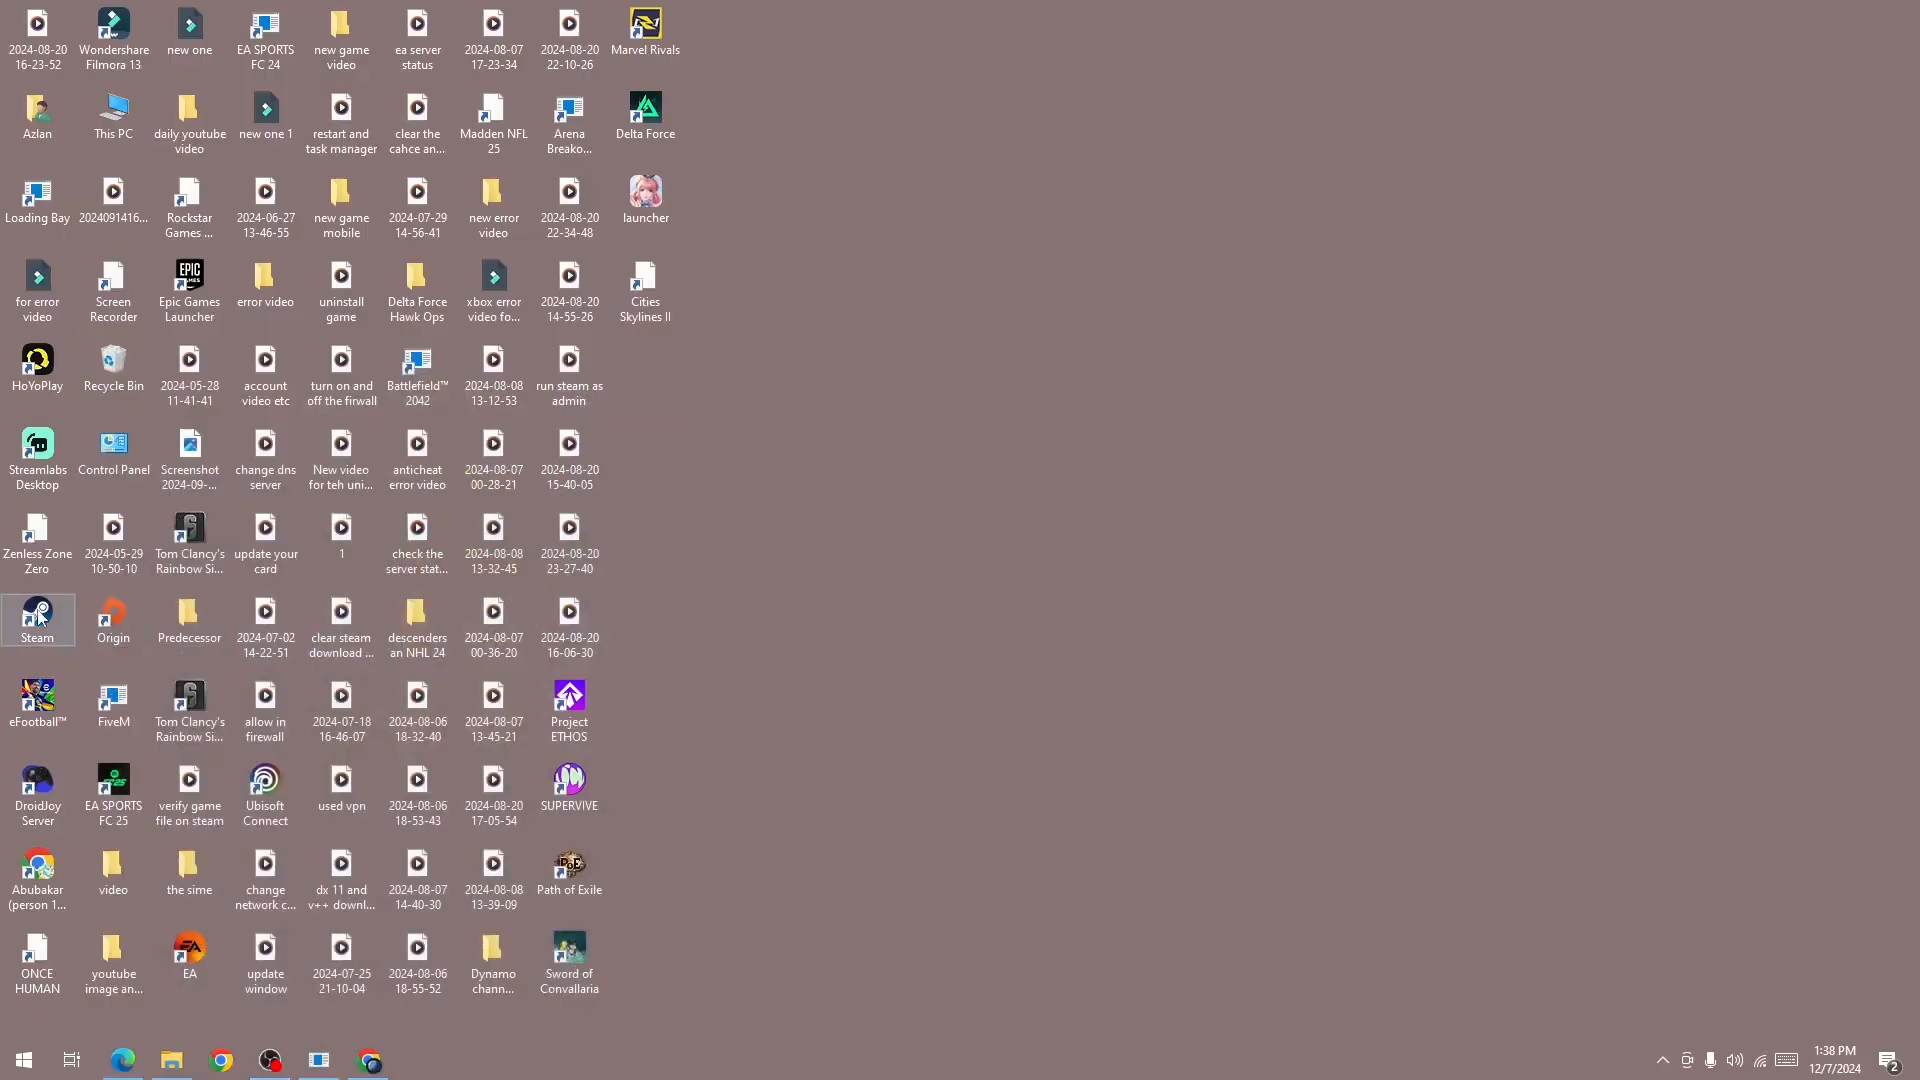 2024-08-20
16-23-52
Wondershare
Filmora 13
new one
EA SPORTS
FC 24
new game
video
ea server
status
2024-08-07
17-23-34
2024-08-20
22-10-26
Marvel Rivals
Azlan
This PC
daily youtube
video
new one 1
restart and
task manager
clear the
cahce an...
Madden NFL
25
Arena
Breako...
Delta Force
Loading Bay
2024091416...
Rockstar
Games ...
2024-06-27
13-46-55
new game
mobile
2024-07-29
14-56-41
new error
video
2024-08-20
22-34-48
launcher
for error
video
Screen
Recorder
EPIC
GAMES
Epic Games
Launcher
error video
uninstall
game
Delta Force
Hawk Ops
xbox error
video fo...
2024-08-20
14-55-26
Cities
Skylines II
HoYoPlay
Recycle Bin
2024-05-28
11-41-41
account
video etc
turn on and
off the firwall
Battlefield™
2042
2024-08-08
13-12-53
run steam as
admin
Streamlabs
Desktop
Control Panel
Screenshot
2024-09-...
change dns
server
New video
for teh uni...
anticheat
error video
2024-08-07
00-28-21
2024-08-20
15-40-05
Zenless Zone
Zero
2024-05-29
10-50-10
Tom Clancy's
Rainbow Si...
update your
card
1
check the
server stat...
2024-08-08
13-32-45
2024-08-20
23-27-40
Steam
Origin
Predecessor
2024-07-02
14-22-51
clear steam
download ...
descenders
an NHL 24
2024-08-07
00-36-20
2024-08-20
16-06-30
eFootball™
FiveM
Tom Clancy's
Rainbow Si...
allow in
firewall
2024-07-18
16-46-07
2024-08-06
18-32-40
2024-08-07
13-45-21
Project
ETHOS
DroidJoy
Server
EA SPORTS
FC 25
verify game
file on steam
Ubisoft
Connect
used vpn
2024-08-06
18-53-43
2024-08-20
17-05-54
SUPERVIVE
Abubakar
(person 1...
video
the sime
change
network c...
dx 11 and
v++ downl...
2024-08-07
14-40-30
2024-08-08
13-39-09
Path of Exile
ONCE
HUMAN
youtube
image an...
EA
update
window
2024-07-25
21-10-04
2024-08-06
18-55-52
Dynamo
chann...
Sword of
Convallaria
1:38 PM
12/7/2024
2